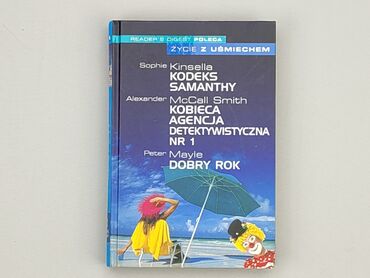 READER'S DIGEST POLECA
ŻYCIE Z UŚMIECHEM
Sophie Kinsella
KODEKS
SAMANTHY
Alexander McCall Smith
KOBIECA
AGENCJA
DETEKTYWISTYCZNA
NR 1
Peter Mayle
DOBRY ROK